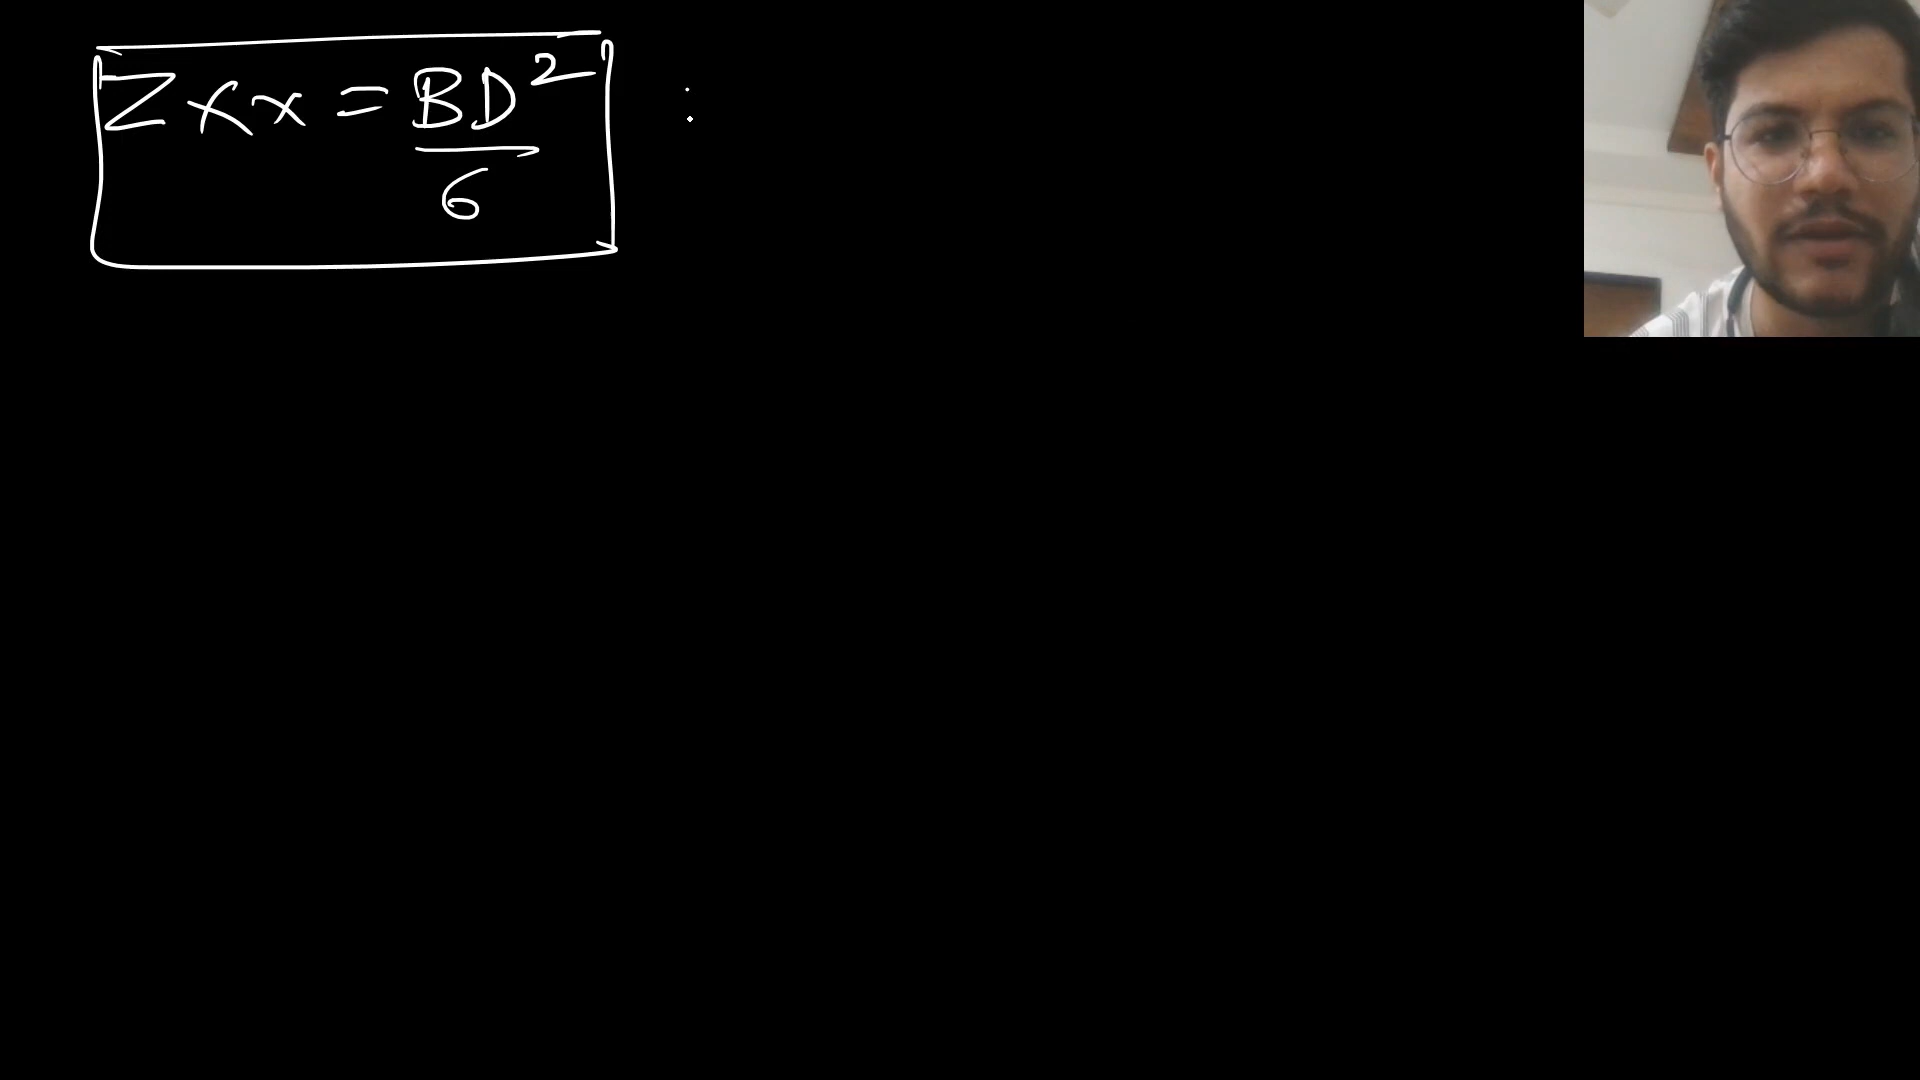 Zxx = BD²/6 :